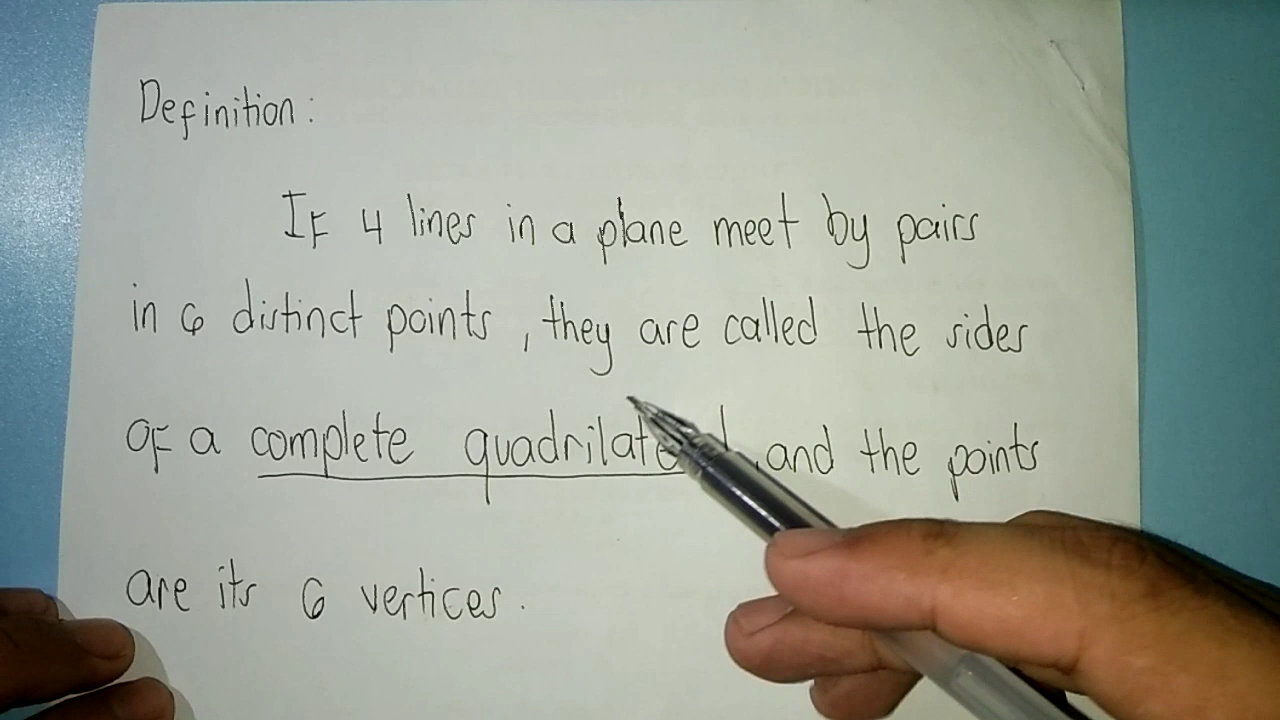 Definition:
If 4 lines in a plane meet by pairs
in 6 distinct points, they are called the sides
of a complete quadrilateral, and the points
are its 6 vertices.